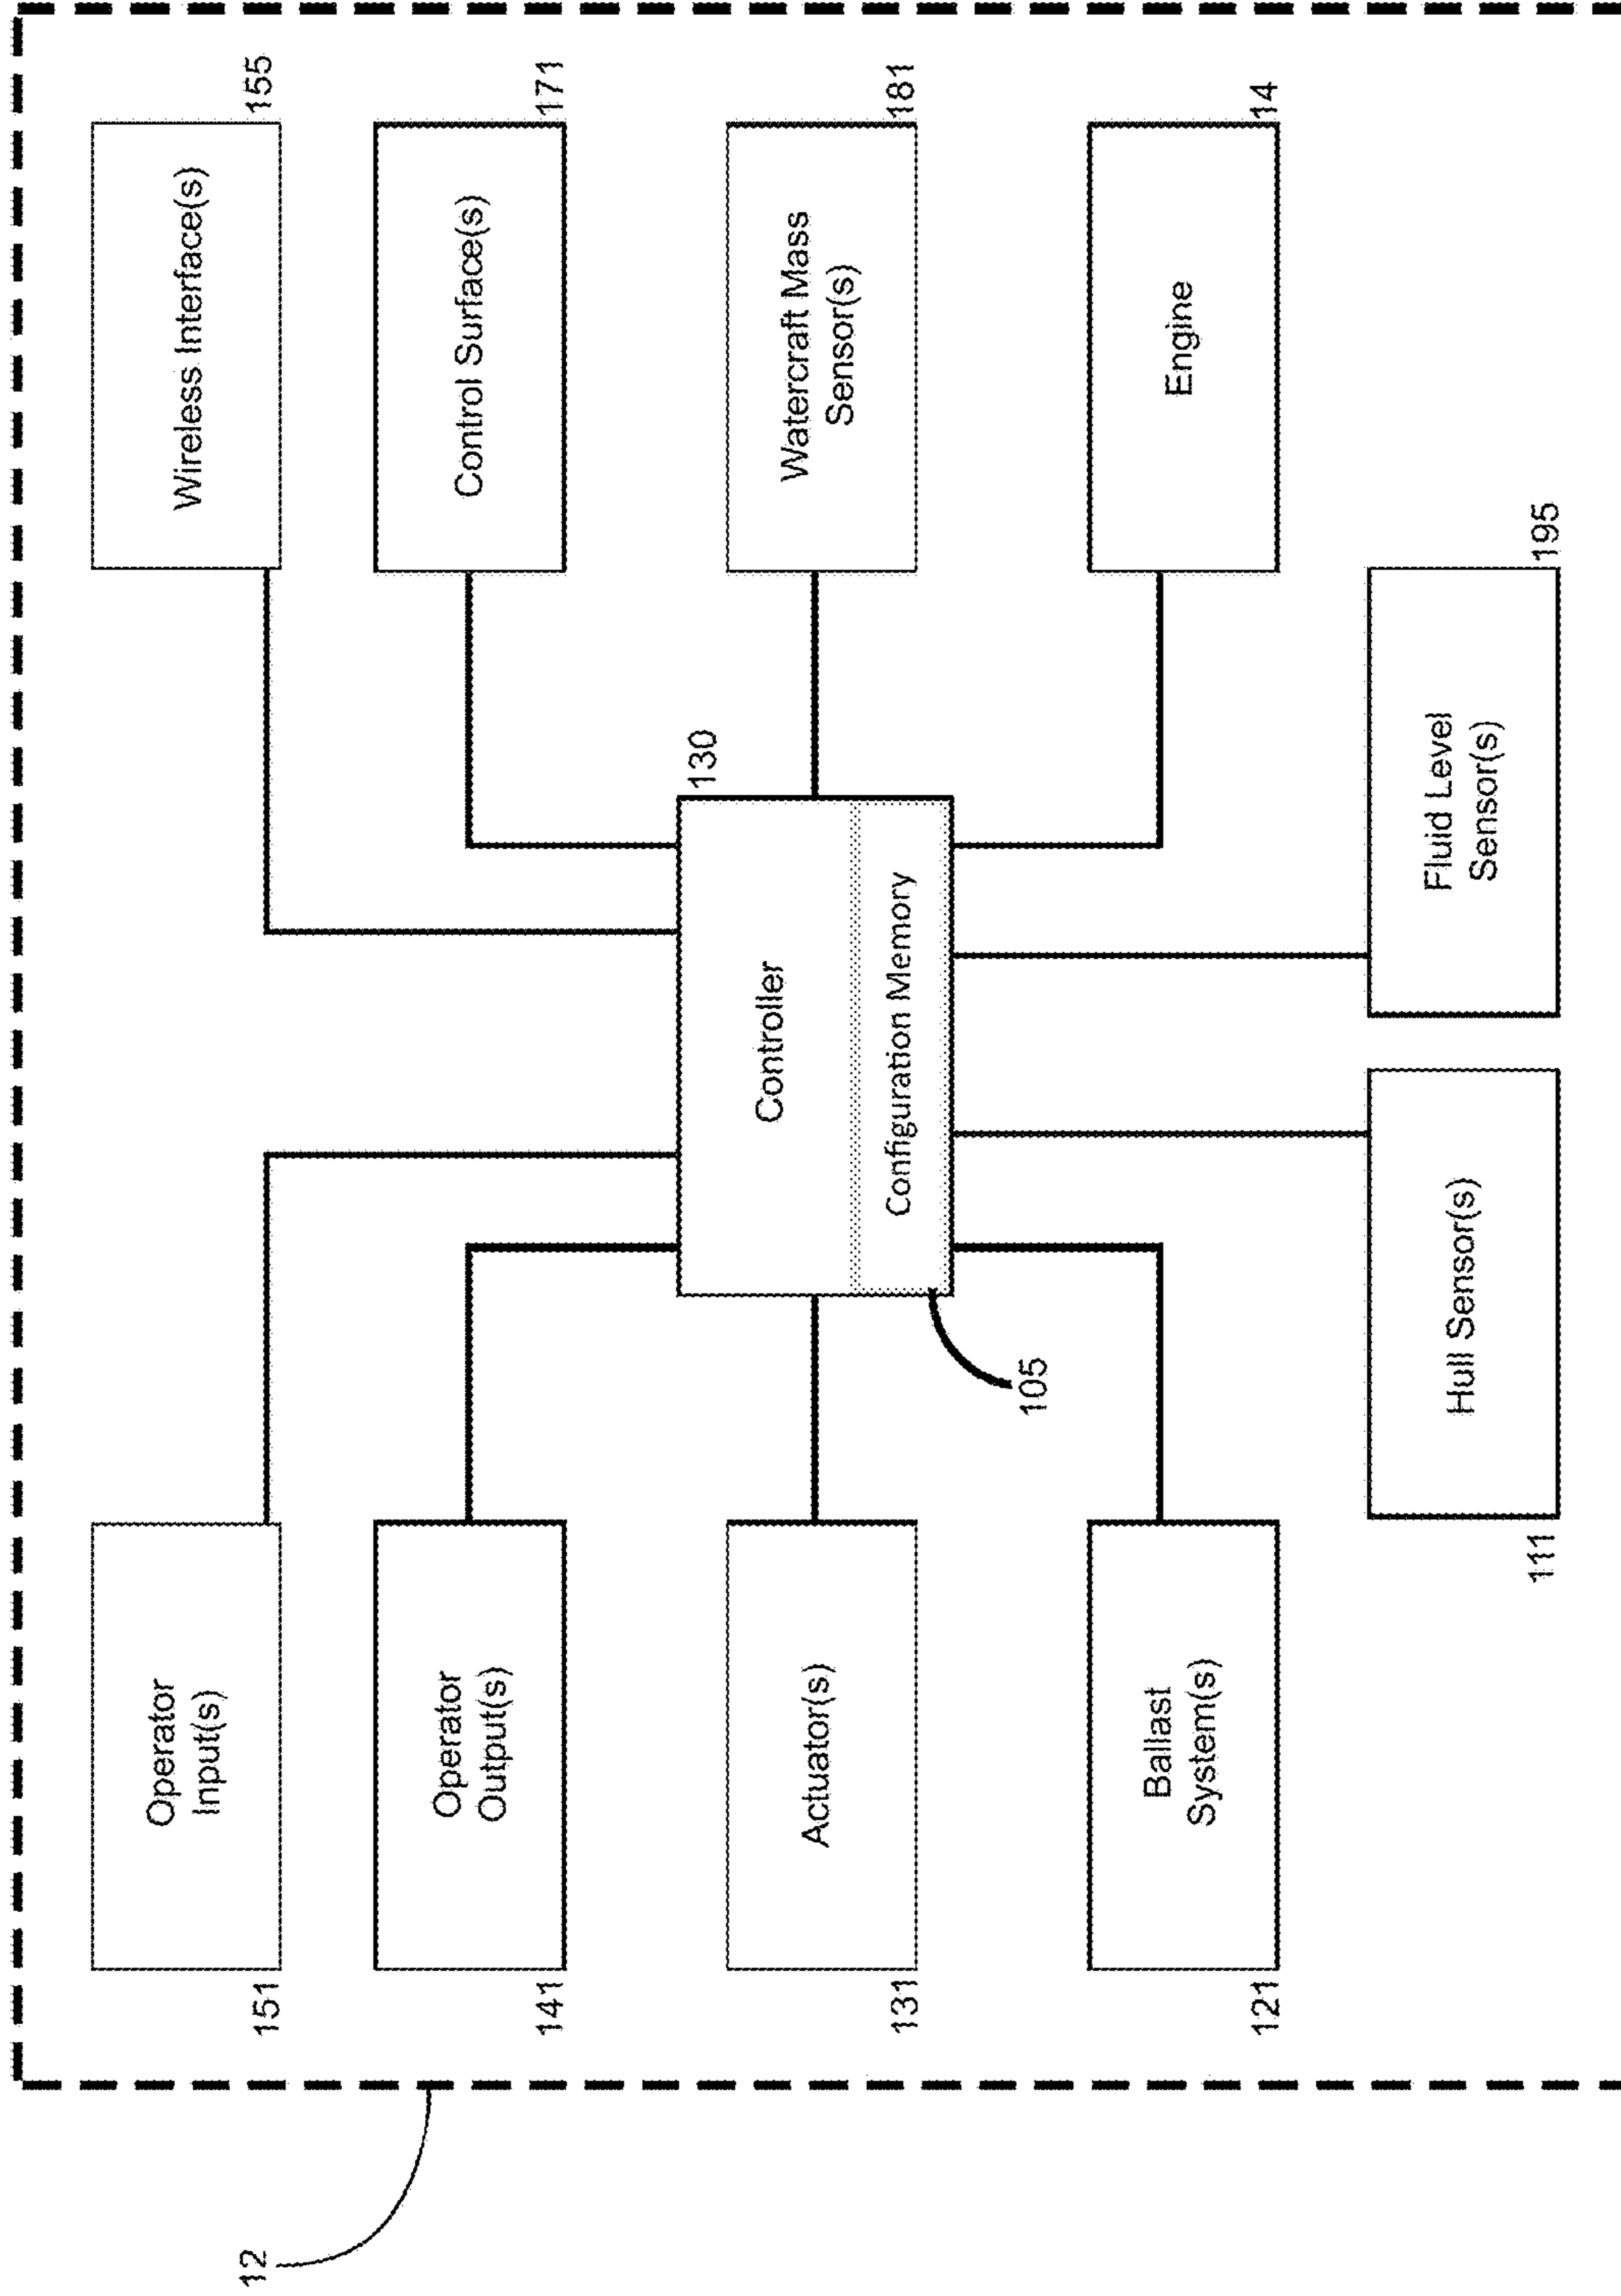 12
151
Operator
Input(s)
Wireless Interface(s)
155
141
Operator
Output(s)
Control Surface(s)
171
130
Controller
Configuration Memory
105
131
Actuator(s)
Watercraft Mass
Sensor(s)
181
121
Ballast
System(s)
Engine
14
111
Hull Sensor(s)
Fluid Level
Sensor(s)
195